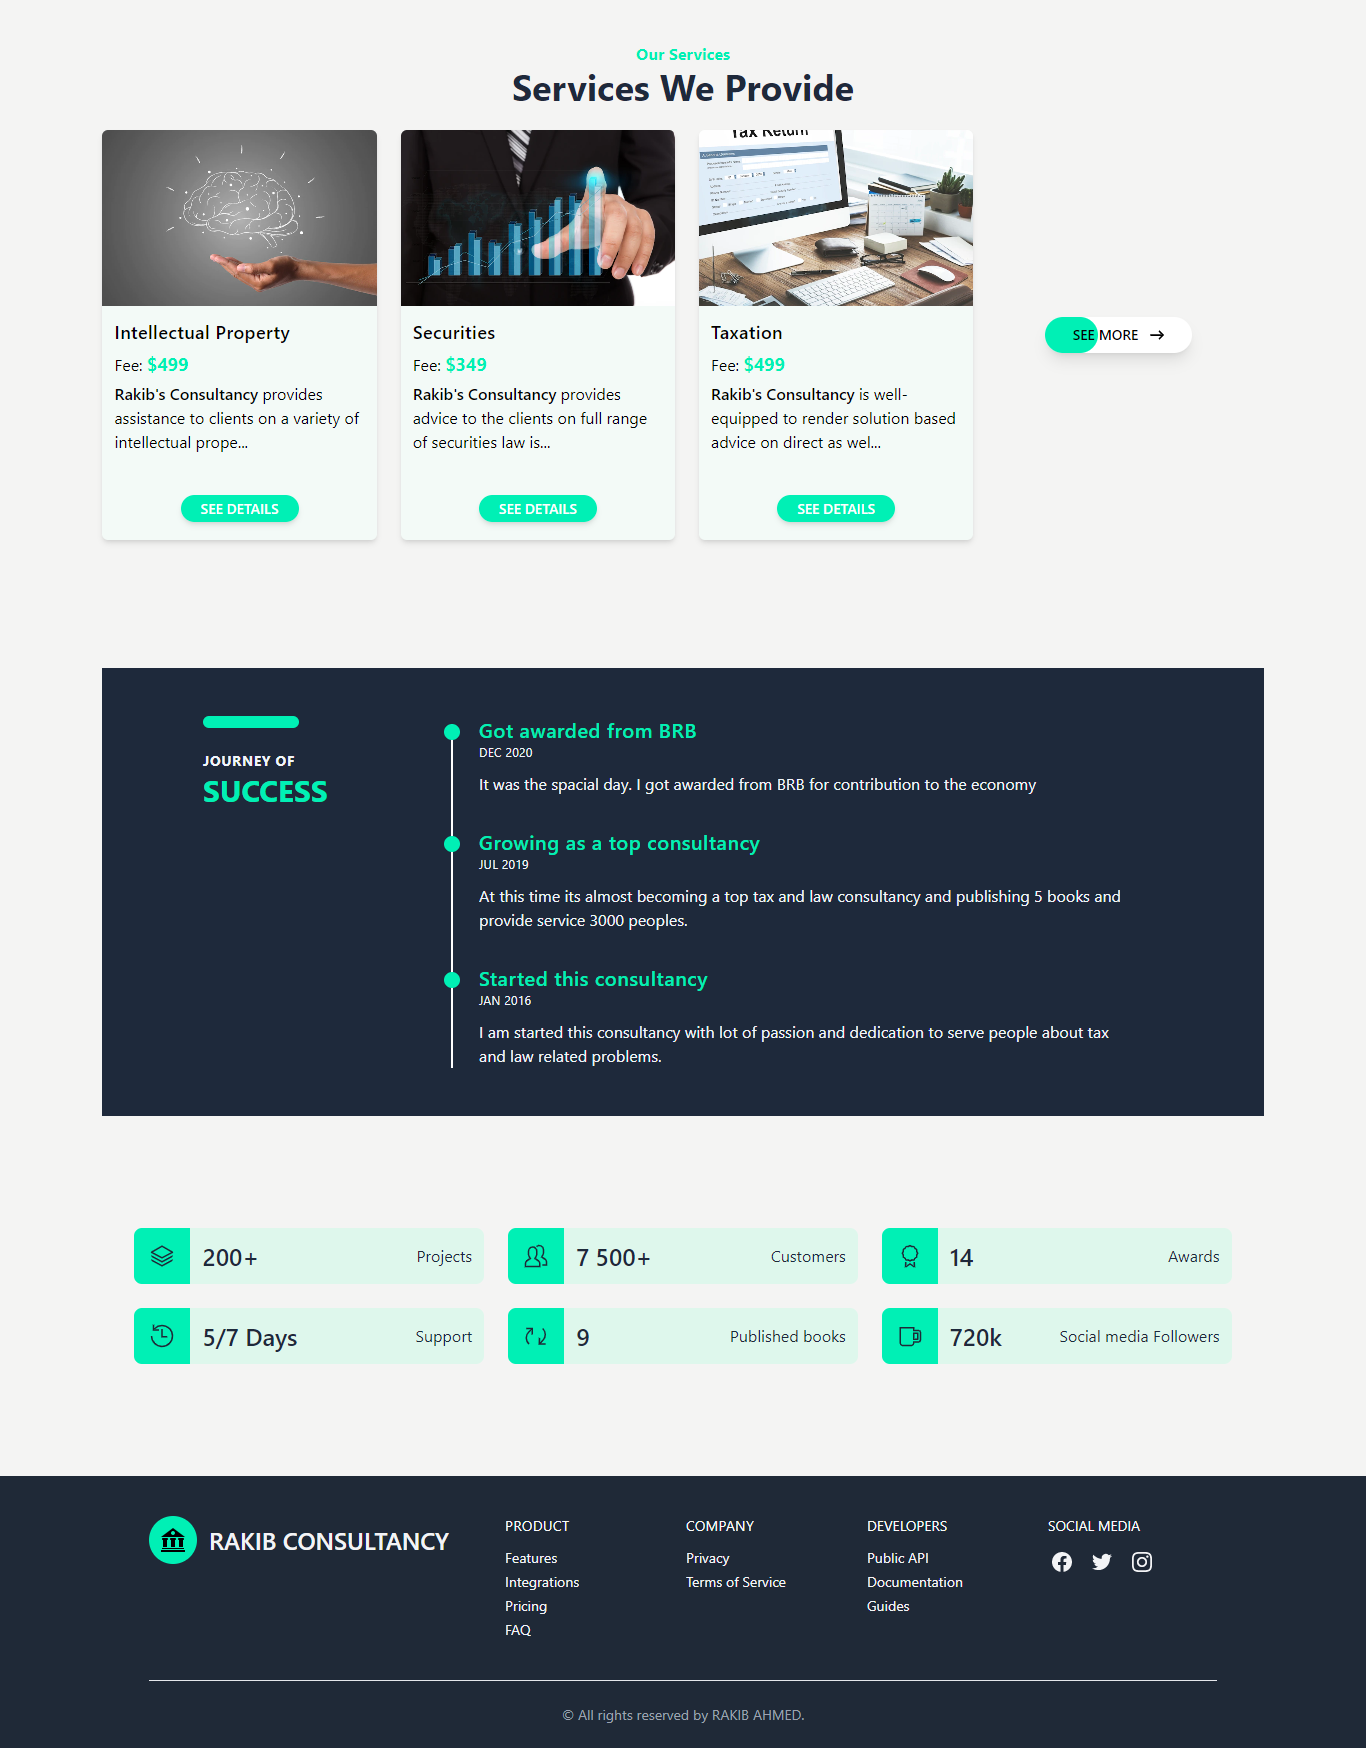 Our Services
Services We Provide
Tax Return
Intellectual Property
Fee: $499
Rakib's Consultancy provides
assistance to clients on a variety of
intellectual prope...
SEE DETAILS
Securities
Fee: $349
Rakib's Consultancy provides
advice to the clients on full range
of securities law is...
SEE DETAILS
Taxation
Fee: $499
Rakib's Consultancy is well-
equipped to render solution based
advice on direct as wel...
SEE DETAILS
SEE MORE
JOURNEY OF
SUCCESS
Got awarded from BRB
DEC 2020
It was the spacial day. I got awarded from BRB for contribution to the economy
Growing as a top consultancy
JUL 2019
At this time its almost becoming a top tax and law consultancy and publishing 5 books and
provide service 3000 peoples.
Started this consultancy
JAN 2016
I am started this consultancy with lot of passion and dedication to serve people about tax
and law related problems.
200+ Projects
7 500+ Customers
14 Awards
5/7 Days Support
9 Published books
720k Social media Followers
RAKIB CONSULTANCY
PRODUCT
Features
Integrations
Pricing
FAQ
COMPANY
Privacy
Terms of Service
DEVELOPERS
Public API
Documentation
Guides
SOCIAL MEDIA
© All rights reserved by RAKIB AHMED.